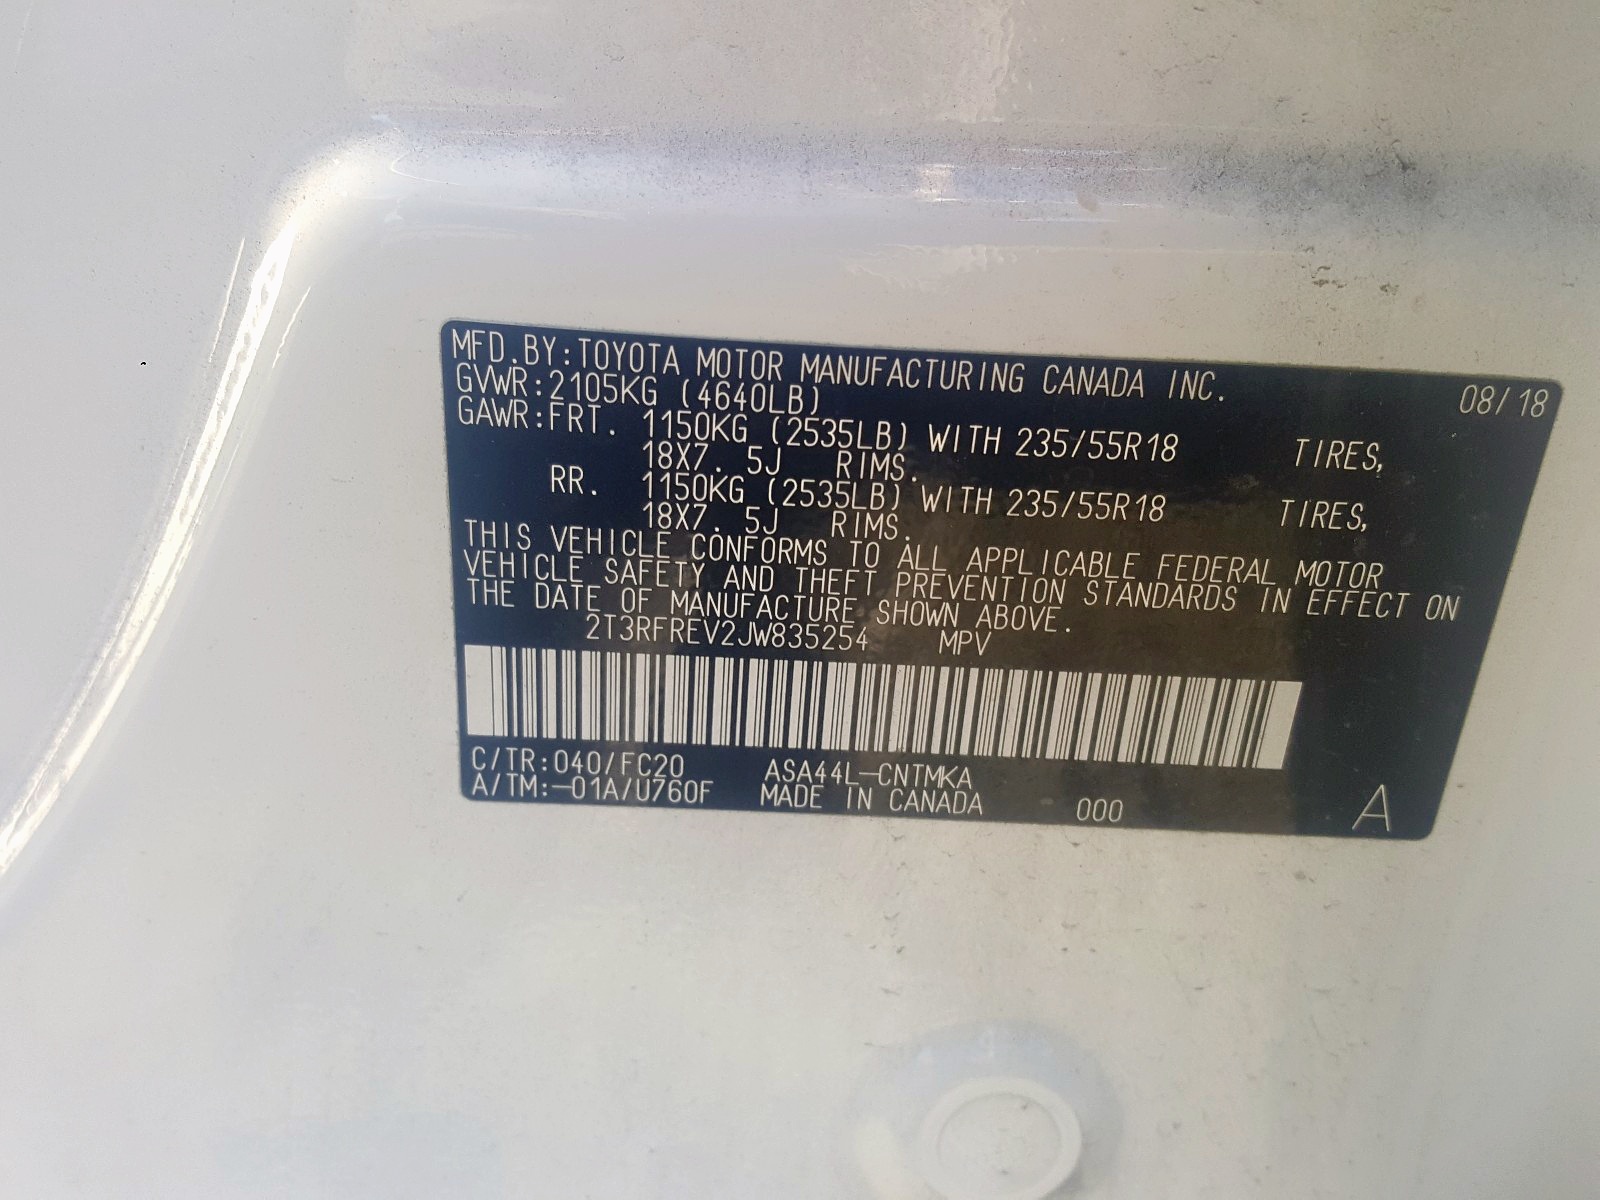 MFD.BY:TOYOTA MOTOR MANUFACTURING CANADA INC. 08/18
GVWR:2105KG (4640LB)
GAWR:FRT. 1150KG (2535LB) WITH 235/55R18 TIRES,
18X7. 5J RIMS.
RR. 1150KG (2535LB) WITH 235/55R18 TIRES,
18X7. 5J RIMS.
THIS VEHICLE CONFORMS TO ALL APPLICABLE FEDERAL MOTOR
VEHICLE SAFETY AND THEFT PREVENTION STANDARDS IN EFFECT ON
THE DATE OF MANUFACTURE SHOWN ABOVE.
2T3RFREV2JW835254 MPV
C/TR:040/FC20 ASA44L-CNTMKA
A/TM:-01A/U760F MADE IN CANADA 000 A